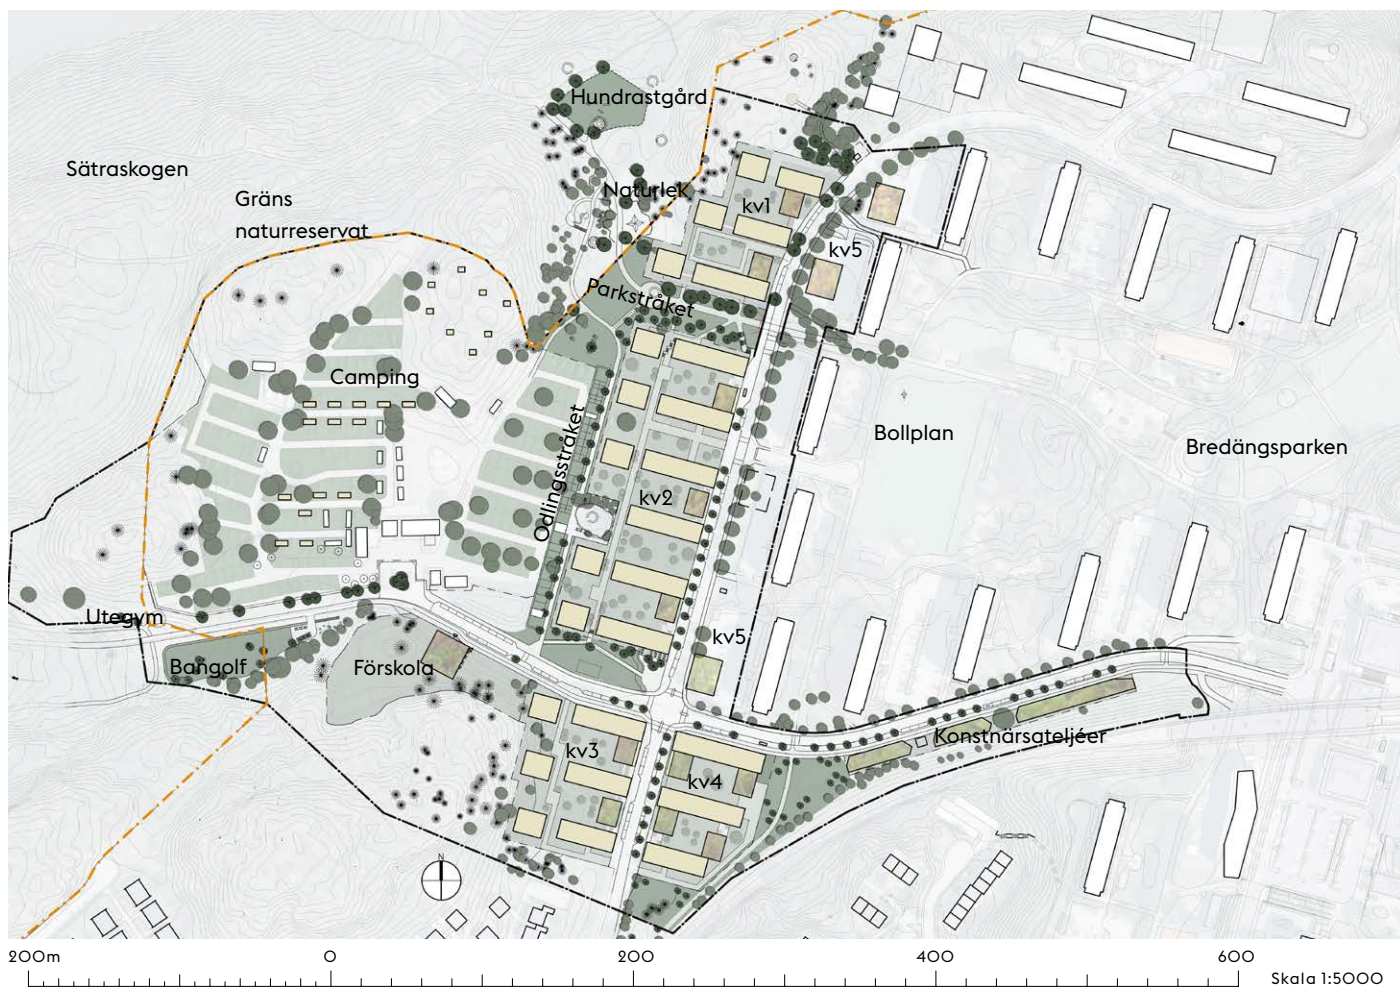 Hundrastgård
Sätraskogen
Naturlek
Gräns
naturreservat
kv1
kv5
Parkstråket
Camping
Bollplan
Bredängsparken
Odlingsstråket
kv2
Utegym
kv5
Bangolf
Förskola
Konstnärsateljéer
kv3
kv4
N
200m 0 200 400 600
Skala 1:5000